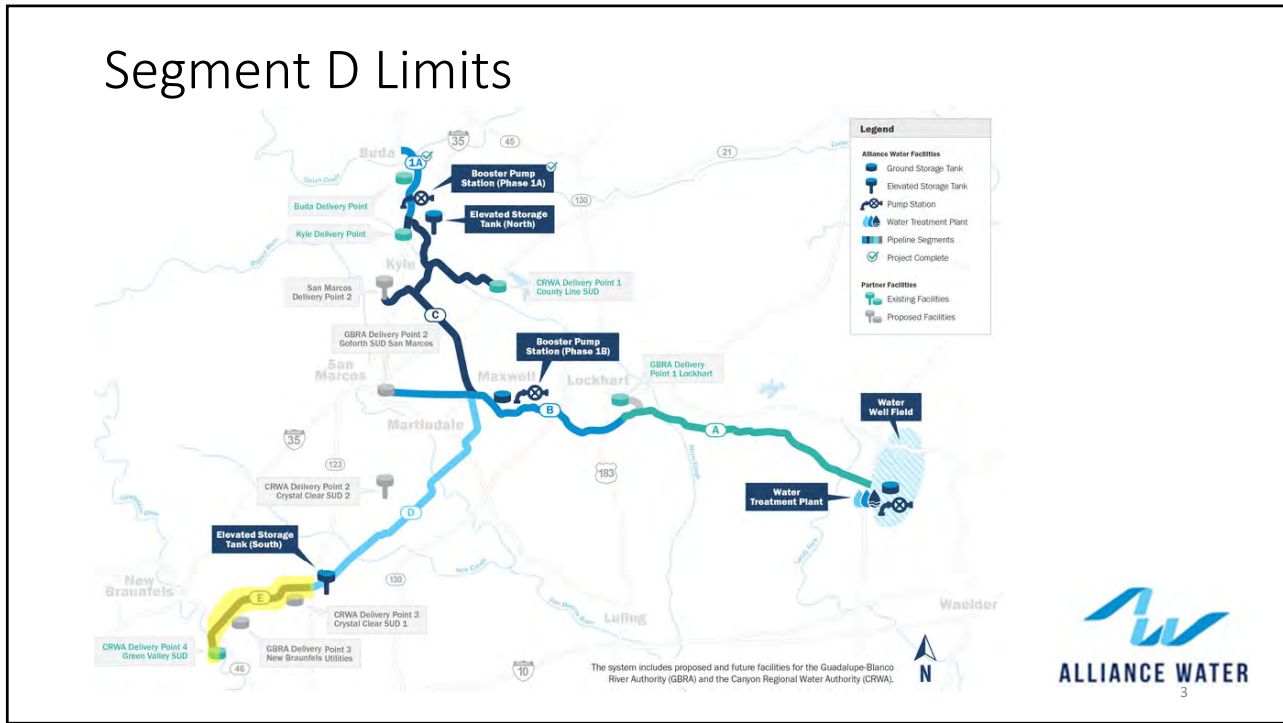 Segment D Limits
Buda
1A
35
45
21
130
Booster Pump
Station (Phase 1A)
Buda Delivery Point
Elevated Storage
Tank (North)
Kyle Delivery Point
Kyle
San Marcos
Delivery Point 2
CRWA Delivery Point 1
County Line SUD
C
GBRA Delivery Point 2
Goforth SUD San Marcos
Booster Pump
Station (Phase 1B)
San
Marcos
Maxwell
Lockhart
GBRA Delivery
Point 1 Lockhart
B
A
Water
Well Field
Martindale
35
123
183
CRWA Delivery Point 2
Crystal Clear SUD 2
Water
Treatment Plant
D
Elevated Storage
Tank (South)
New
Braunfels
130
E
CRWA Delivery Point 3
Crystal Clear SUD 1
Luling
Waelder
CRWA Delivery Point 4
Green Valley SUD
46
GBRA Delivery Point 3
New Braunfels Utilities
10
The system includes proposed and future facilities for the Guadalupe-Blanco
River Authority (GBRA) and the Canyon Regional Water Authority (CRWA).
N
Legend
Alliance Water Facilities
Ground Storage Tank
Elevated Storage Tank
Pump Station
Water Treatment Plant
Pipeline Segments
Project Complete
Partner Facilities
Existing Facilities
Proposed Facilities
ALLIANCE WATER
3